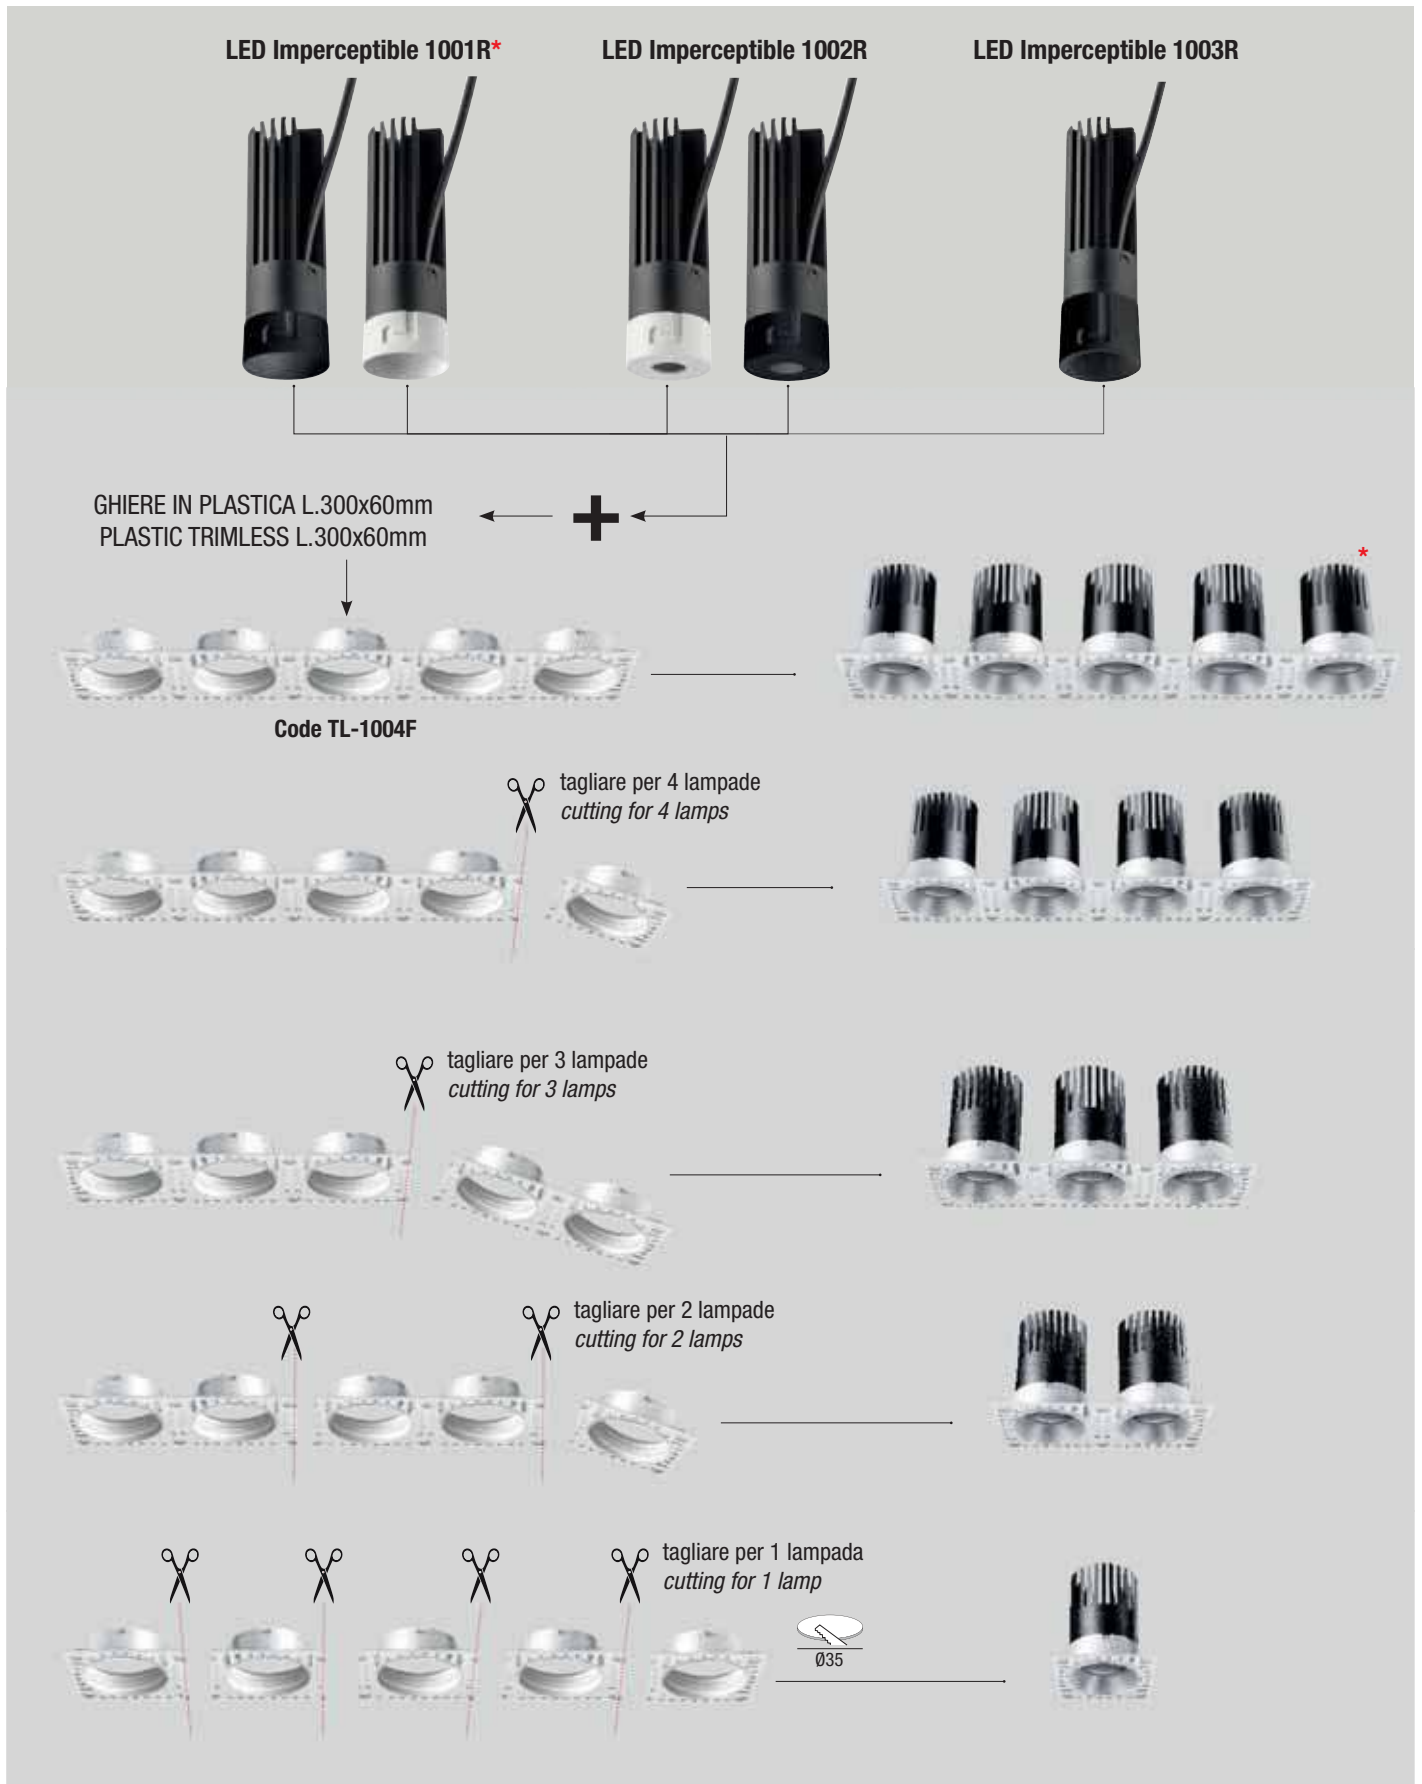 LED Imperceptible 1001R*
LED Imperceptible 1002R
LED Imperceptible 1003R
GHIERE IN PLASTICA L.300x60mm
PLASTIC TRIMLESS L.300x60mm
*
Code TL-1004F
tagliare per 4 lampade
cutting for 4 lamps
tagliare per 3 lampade
cutting for 3 lamps
tagliare per 2 lampade
cutting for 2 lamps
tagliare per 1 lampada
cutting for 1 lamp
Ø35